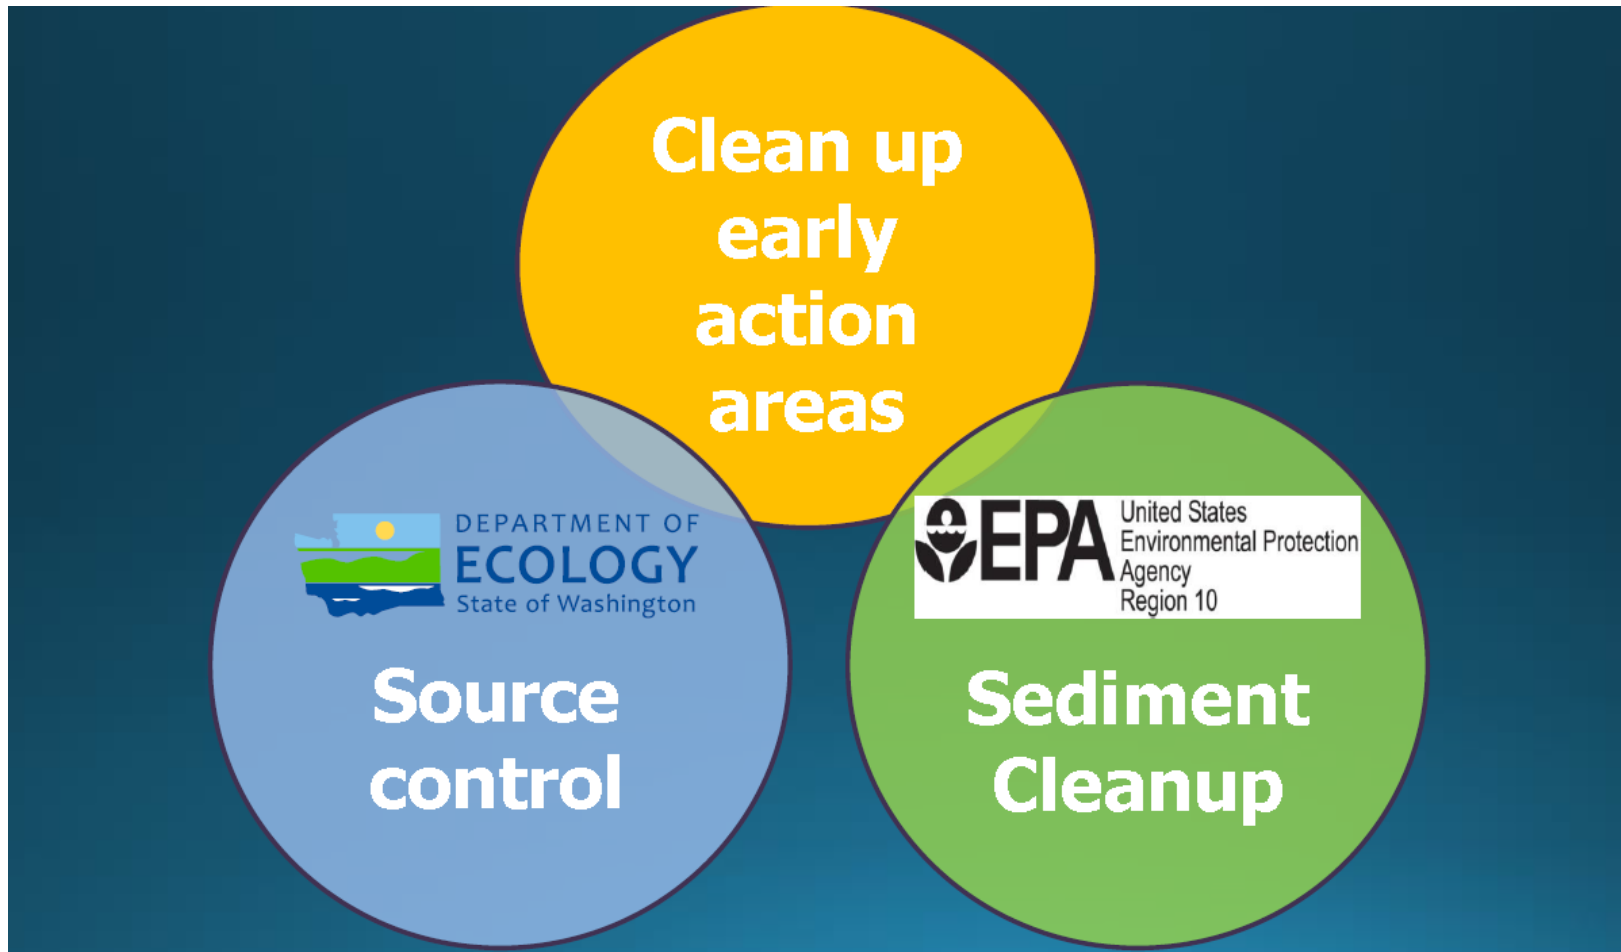 Clean up
early
action
areas
DEPARTMENT OF
ECOLOGY
State of Washington
Source
control
EPA
United States
Environmental Protection
Agency
Region 10
Sediment
Cleanup